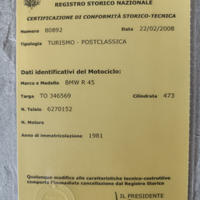 REGISTRO STORICO NAZIONALE
CERTIFICAZIONE DI CONFORMITÀ STORICO-TECNICA
Numero 80892 Data 22/02/2008
Tipologia TURISMO - POSTCLASSICA
Dati identificativi del Motociclo:
Marca e Modello BMW R 45
Targa TO 346569 Cilindrata 473
N. Telaio 6270152
N. Motore
Anno di immatricolazione 1981
Qualunque modifica alle caratteristiche tecnico-costruttive
comporta l'immediata cancellazione dal Registro Storico
IL PRESIDENTE